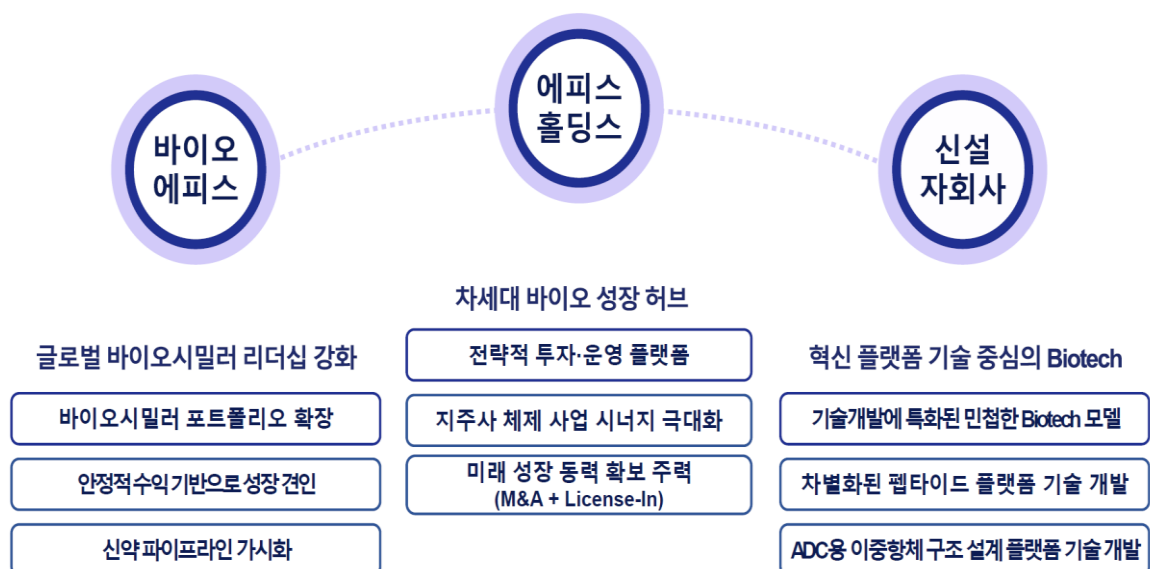 바이오
에피스
에피스
홀딩스
신설
자회사
글로벌 바이오시밀러 리더십 강화
바이오시밀러 포트폴리오 확장
안정적 수익 기반으로 성장 견인
신약 파이프라인 가시화
차세대 바이오 성장 허브
전략적 투자·운영 플랫폼
지주사 체제 사업 시너지 극대화
미래 성장 동력 확보 주력
(M&A + License-In)
혁신 플랫폼 기술 중심의 Biotech
기술개발에 특화된 민첩한 Biotech 모델
차별화된 펩타이드 플랫폼 기술 개발
ADC용 이중항체 구조 설계 플랫폼 기술 개발